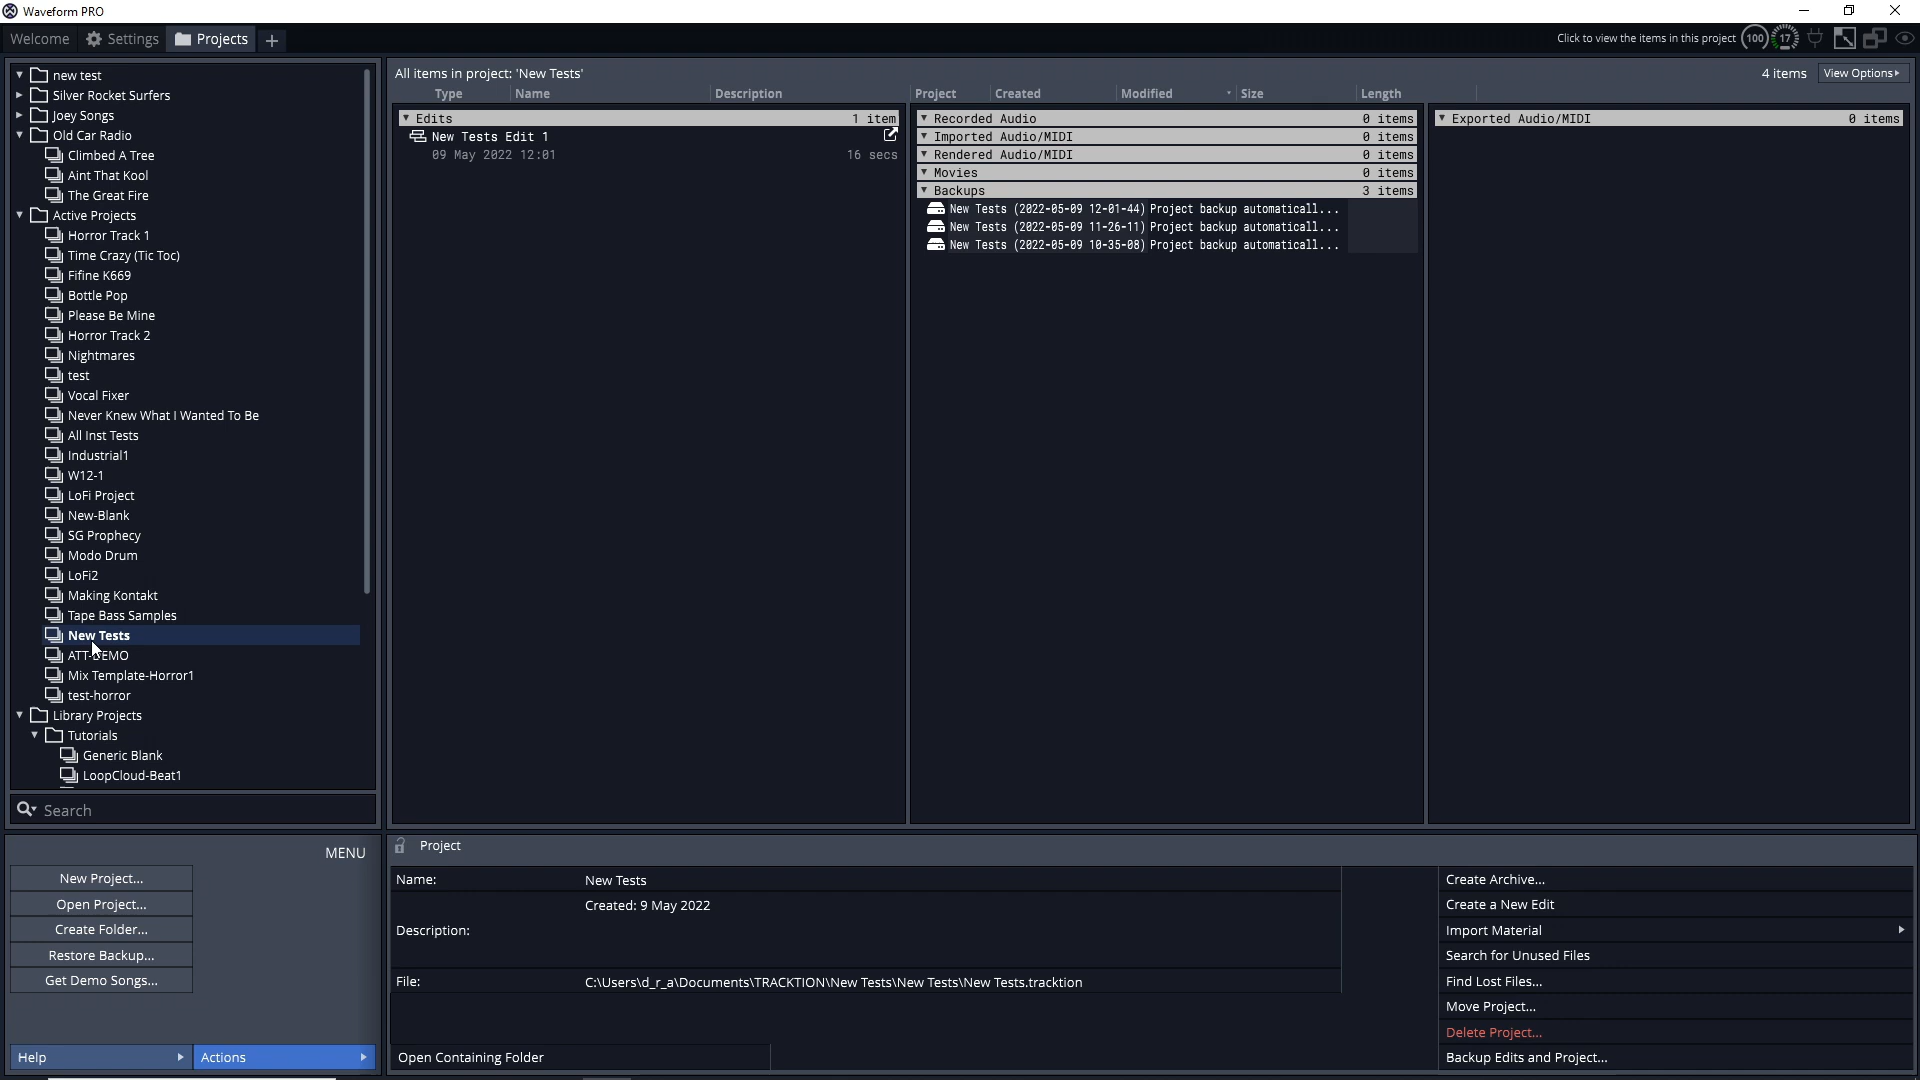 Waveform PRO
Welcome Settings Projects +
Click to view the items in this project 100 17
new test
Silver Rocket Surfers
Joey Songs
Old Car Radio
Climbed A Tree
Aint That Kool
The Great Fire
Active Projects
Horror Track 1
Time Crazy (Tic Toc)
Fifine K669
Bottle Pop
Please Be Mine
Horror Track 2
Nightmares
test
Vocal Fixer
Never Knew What I Wanted To Be
All Inst Tests
Industrial1
W12-1
LoFi Project
New-Blank
SG Prophecy
Modo Drum
LoFi2
Making Kontakt
Tape Bass Samples
New Tests
ATT-DEMO
Mix Template-Horror1
test-horror
Library Projects
Tutorials
Generic Blank
LoopCloud-Beat1
Search
All items in project: 'New Tests'
4 items View Options
Type Name Description Project Created Modified Size Length
Edits 1 item
New Tests Edit 1
09 May 2022 12:01 16 secs
Recorded Audio 0 items
Imported Audio/MIDI 0 items
Rendered Audio/MIDI 0 items
Movies 0 items
Backups 3 items
New Tests (2022-05-09 12-01-44) Project backup automaticall...
New Tests (2022-05-09 11-26-11) Project backup automaticall...
New Tests (2022-05-09 10-35-08) Project backup automaticall...
Exported Audio/MIDI 0 items
MENU
New Project...
Open Project...
Create Folder...
Restore Backup...
Get Demo Songs...
Help Actions
Project
Name: New Tests
Created: 9 May 2022
Description:
File: C:\Users\d_r_a\Documents\TRACKTION\New Tests\New Tests\New Tests.tracktion
Open Containing Folder
Create Archive...
Create a New Edit
Import Material
Search for Unused Files
Find Lost Files...
Move Project...
Delete Project...
Backup Edits and Project...